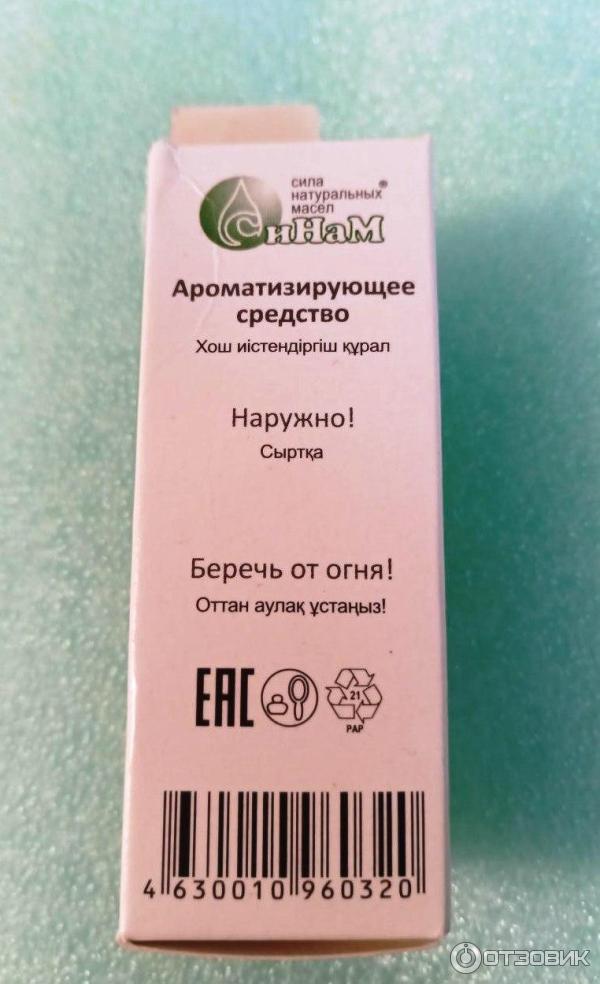 сила
натуральных®
масел
СиНаМ
Ароматизирующее
средство
Хош иістендіргіш құрал
Наружно!
Сыртқа
Беречь от огня!
Оттан аулақ ұстаңыз!
ЕАС
21
PAP
4 630010 960320
ОТЗОВИК